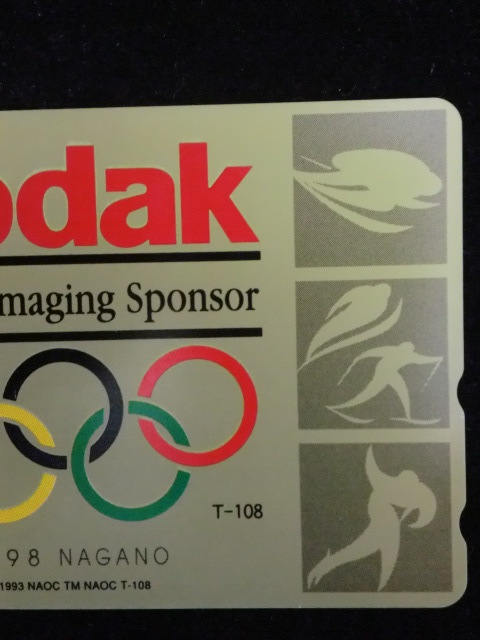 odak
maging Sponsor
T-108
98 NAGANO
1993 NAOC TM NAOC T-108